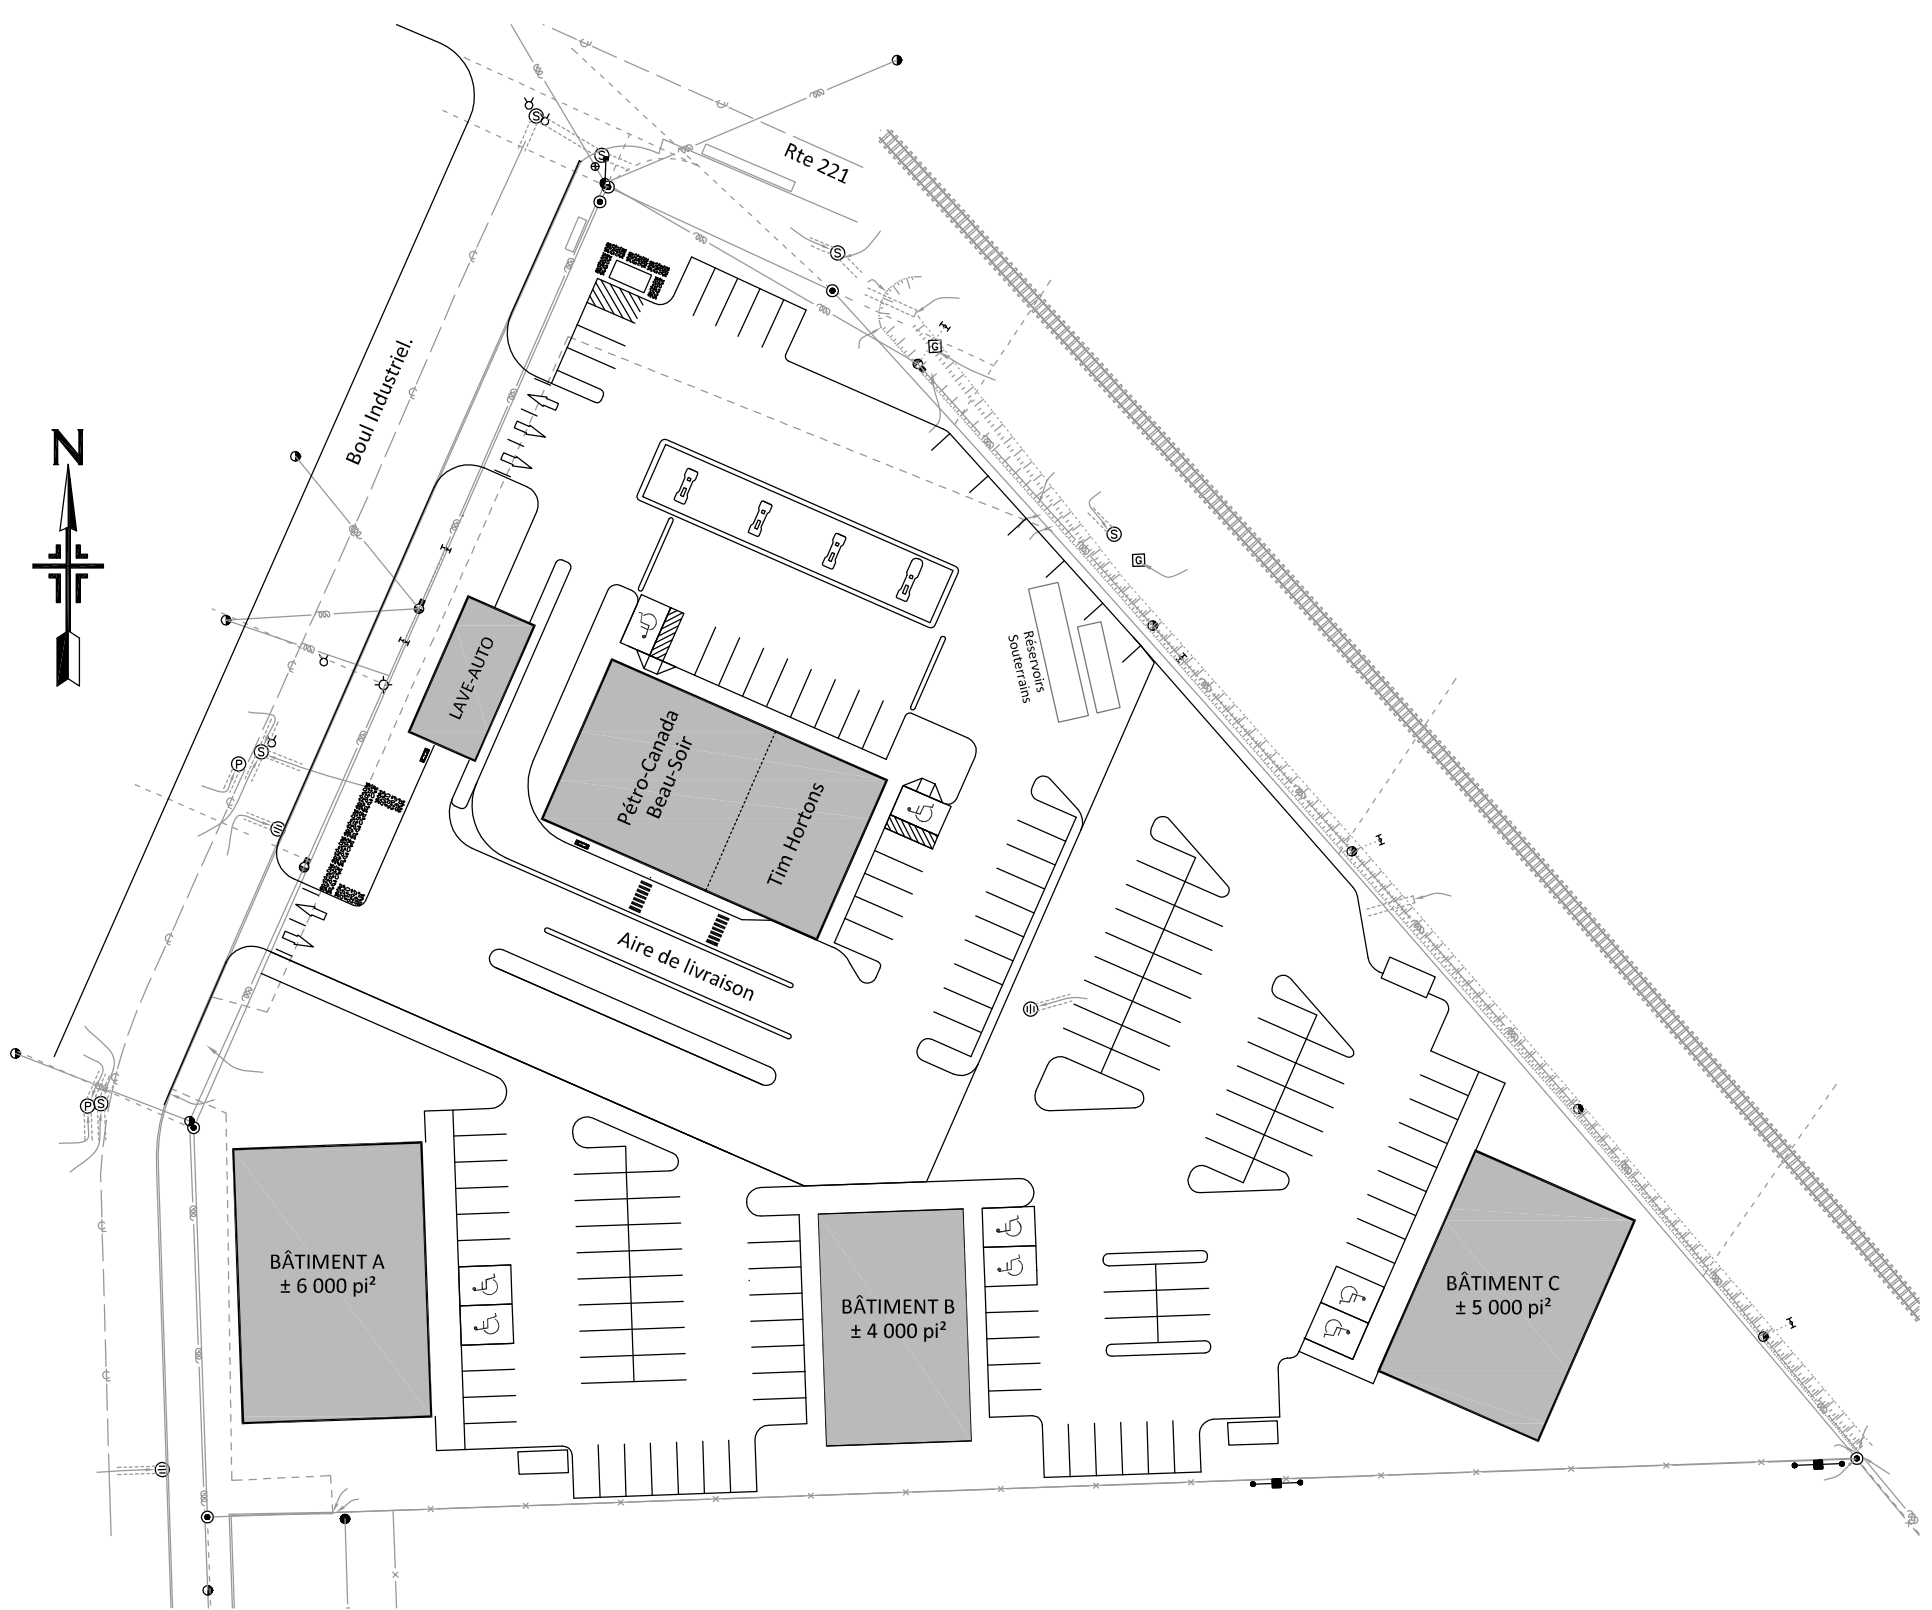 Rte 221
Boul Industriel.
N
LAVE-AUTO
Réservoirs
Souterrains
Pétro-Canada
Beau-Soir
Tim Hortons
Aire de livraison
BÂTIMENT A
± 6 000 pi²
BÂTIMENT B
± 4 000 pi²
BÂTIMENT C
± 5 000 pi²
S
S
S
G
S
G
P
S
P
S